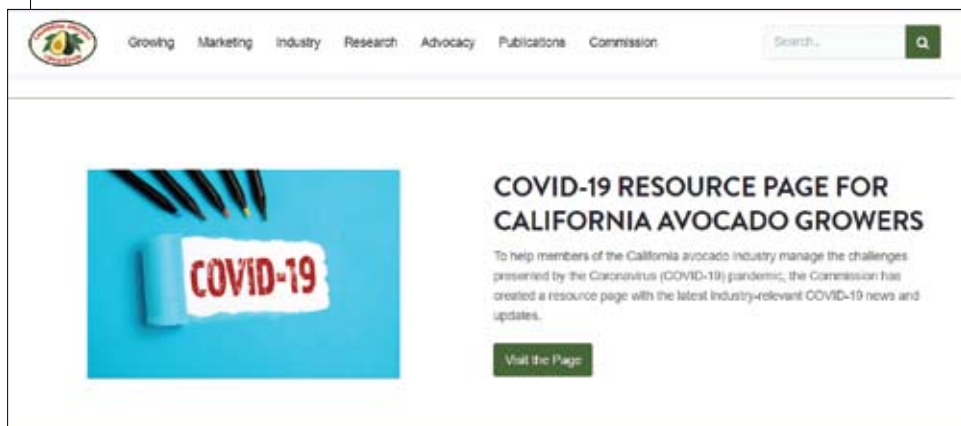 Growing Marketing Industry Research Advocacy Publications Commission Search...
COVID-19
COVID-19 RESOURCE PAGE FOR
CALIFORNIA AVOCADO GROWERS
To help members of the California avocado industry manage the challenges
presented by the Coronavirus (COVID-19) pandemic, the Commission has
created a resource page with the latest industry-relevant COVID-19 news and
updates.
Visit the Page